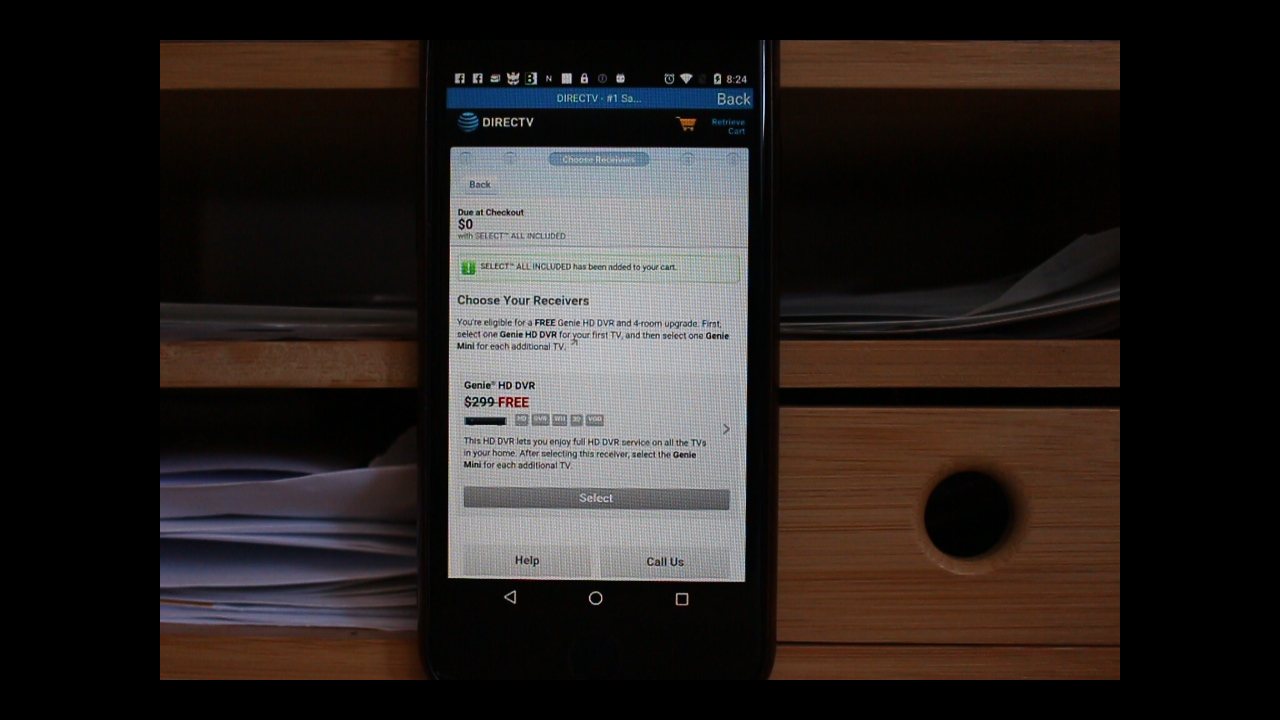 8:24
DIRECTV - #1 Sa...
Back
DIRECTV
Retrieve
Cart
Choose Receivers
Back
Due at Checkout
$0
with SELECT™ ALL INCLUDED
SELECT™ ALL INCLUDED has been added to your cart.
Choose Your Receivers
You're eligible for a FREE Genie HD DVR and 4-room upgrade. First,
select one Genie HD DVR for your first TV, and then select one Genie
Mini for each additional TV.
Genie® HD DVR
$299 FREE
HD DVR WH 3D VOD
This HD DVR lets you enjoy full HD DVR service on all the TVs
in your home. After selecting this receiver, select the Genie
Mini for each additional TV.
Select
Help
Call Us